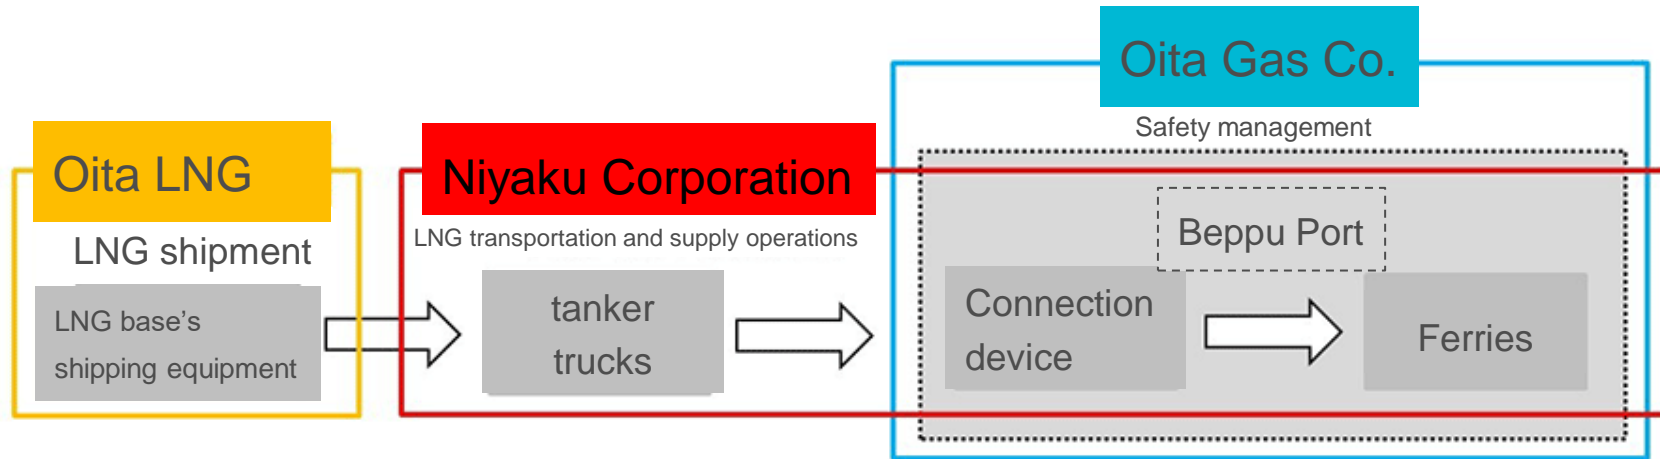 Oita Gas Co.
Safety management
Oita LNG
Niyaku Corporation
LNG shipment
LNG transportation and supply operations
Beppu Port
LNG base's
shipping equipment
tanker
trucks
Connection
device
Ferries